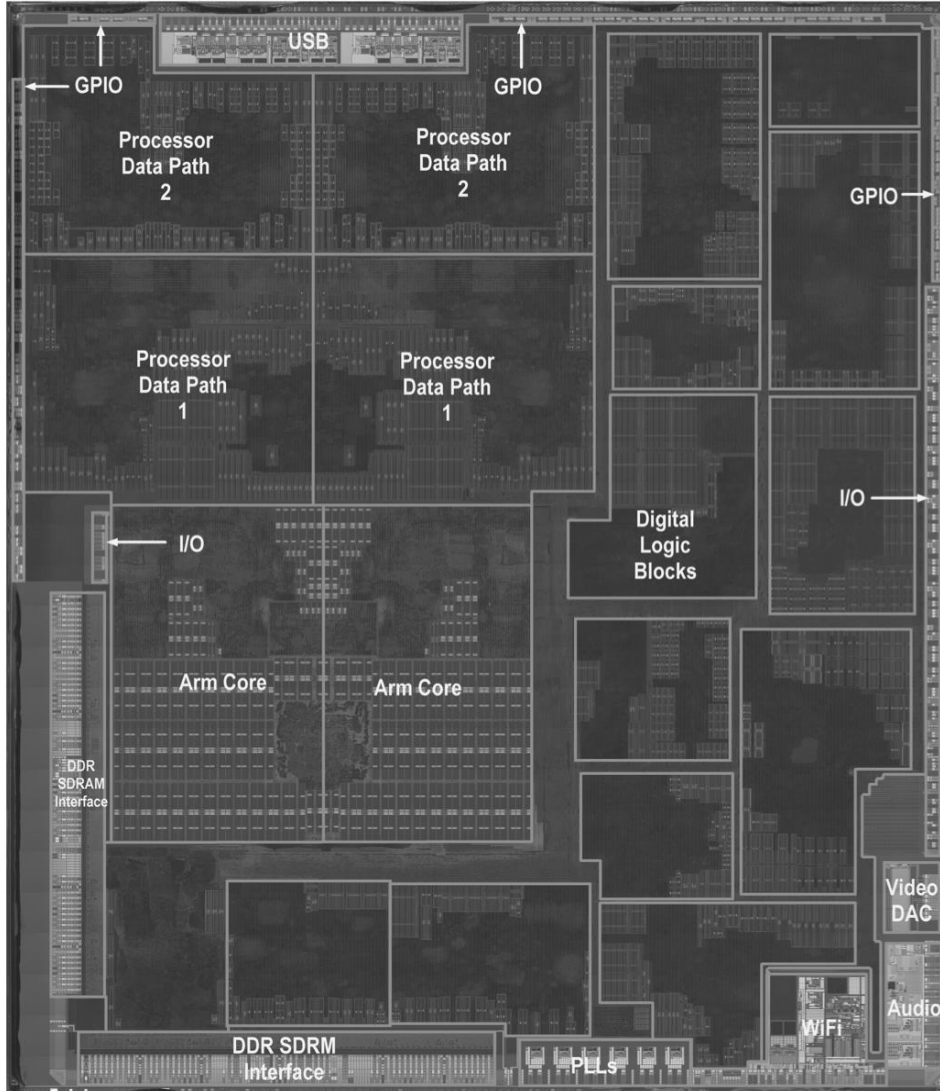 USB
GPIO
GPIO
Processor
Data Path
2
Processor
Data Path
2
GPIO
Processor
Data Path
1
Processor
Data Path
1
I/O
Digital
Logic
Blocks
I/O
Arm Core
Arm Core
DDR
SDRAM
Interface
Video
DAC
Audio
WiFi
DDR SDRM
Interface
PLLs